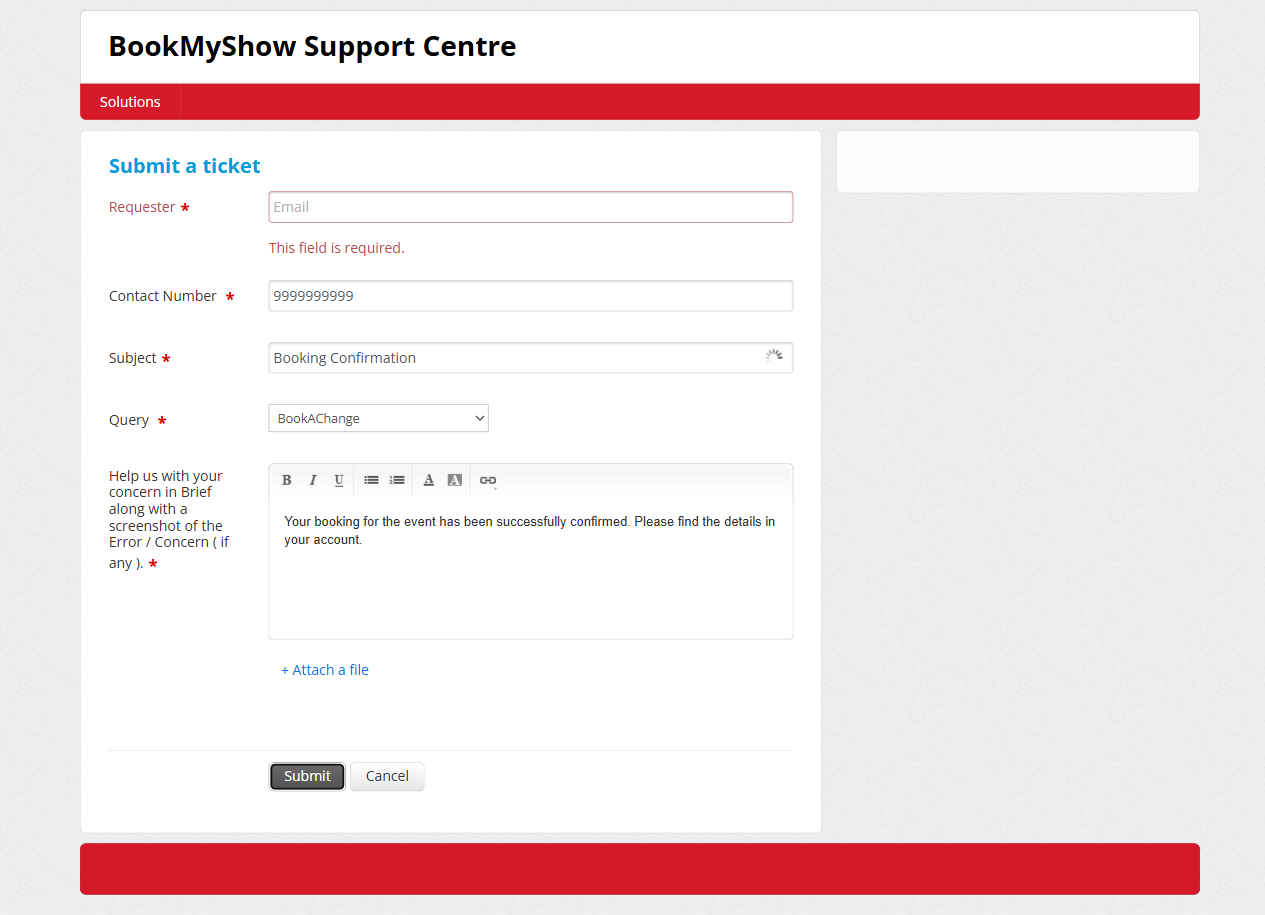 BookMyShow Support Centre
Solutions
Submit a ticket
Requester *
Email
This field is required.
Contact Number *
9999999999
Subject *
Booking Confirmation
Query *
BookAChange
Help us with your
concern in Brief
along with a
screenshot of the
Error / Concern ( if
any ). *
B I U A A
Your booking for the event has been successfully confirmed. Please find the details in
your account.
+ Attach a file
Submit Cancel